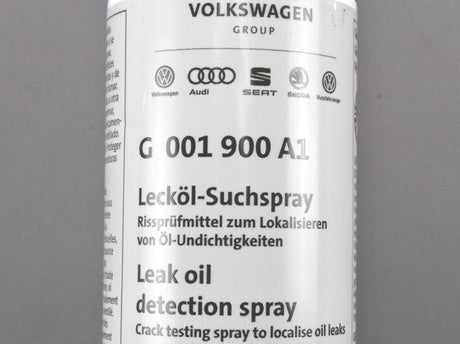 VOLKSWAGEN
GROUP
Volkswagen Audi SEAT ŠKODA Nutzfahrzeuge
G 001 900 A1
Lecköl-Suchspray
Rissprüfmittel zum Lokalisieren
von Öl-Undichtigkeiten
Leak oil
detection spray
Crack testing spray to localise oil leaks